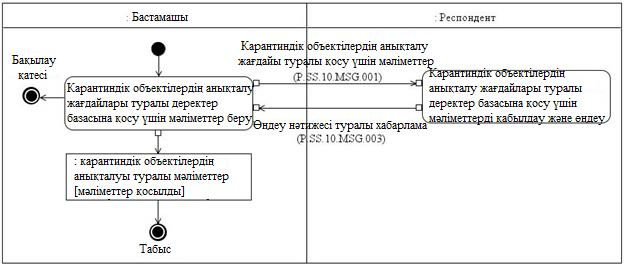 : Бастамашы
: Респондент
Карантиндік объектілердің анықталу
жағдайы туралы қосу үшін мәліметтер
(P.SS.10.MSG.001)
Бақылау
қатесі
Карантиндік объектілердің анықталу
жағдайлары туралы деректер
базасына қосу үшін мәліметтер беру
Карантиндік объектілердің
анықталу жағдайлары туралы
деректер базасына қосу үшін
мәліметтерді қабылдау және өңдеу
Өңдеу нәтижесі туралы хабарлама
(P.SS.10.MSG.003)
: карантиндік объектілердің
анықталуы туралы мәліметтер
[мәліметтер қосылды]
Табыс